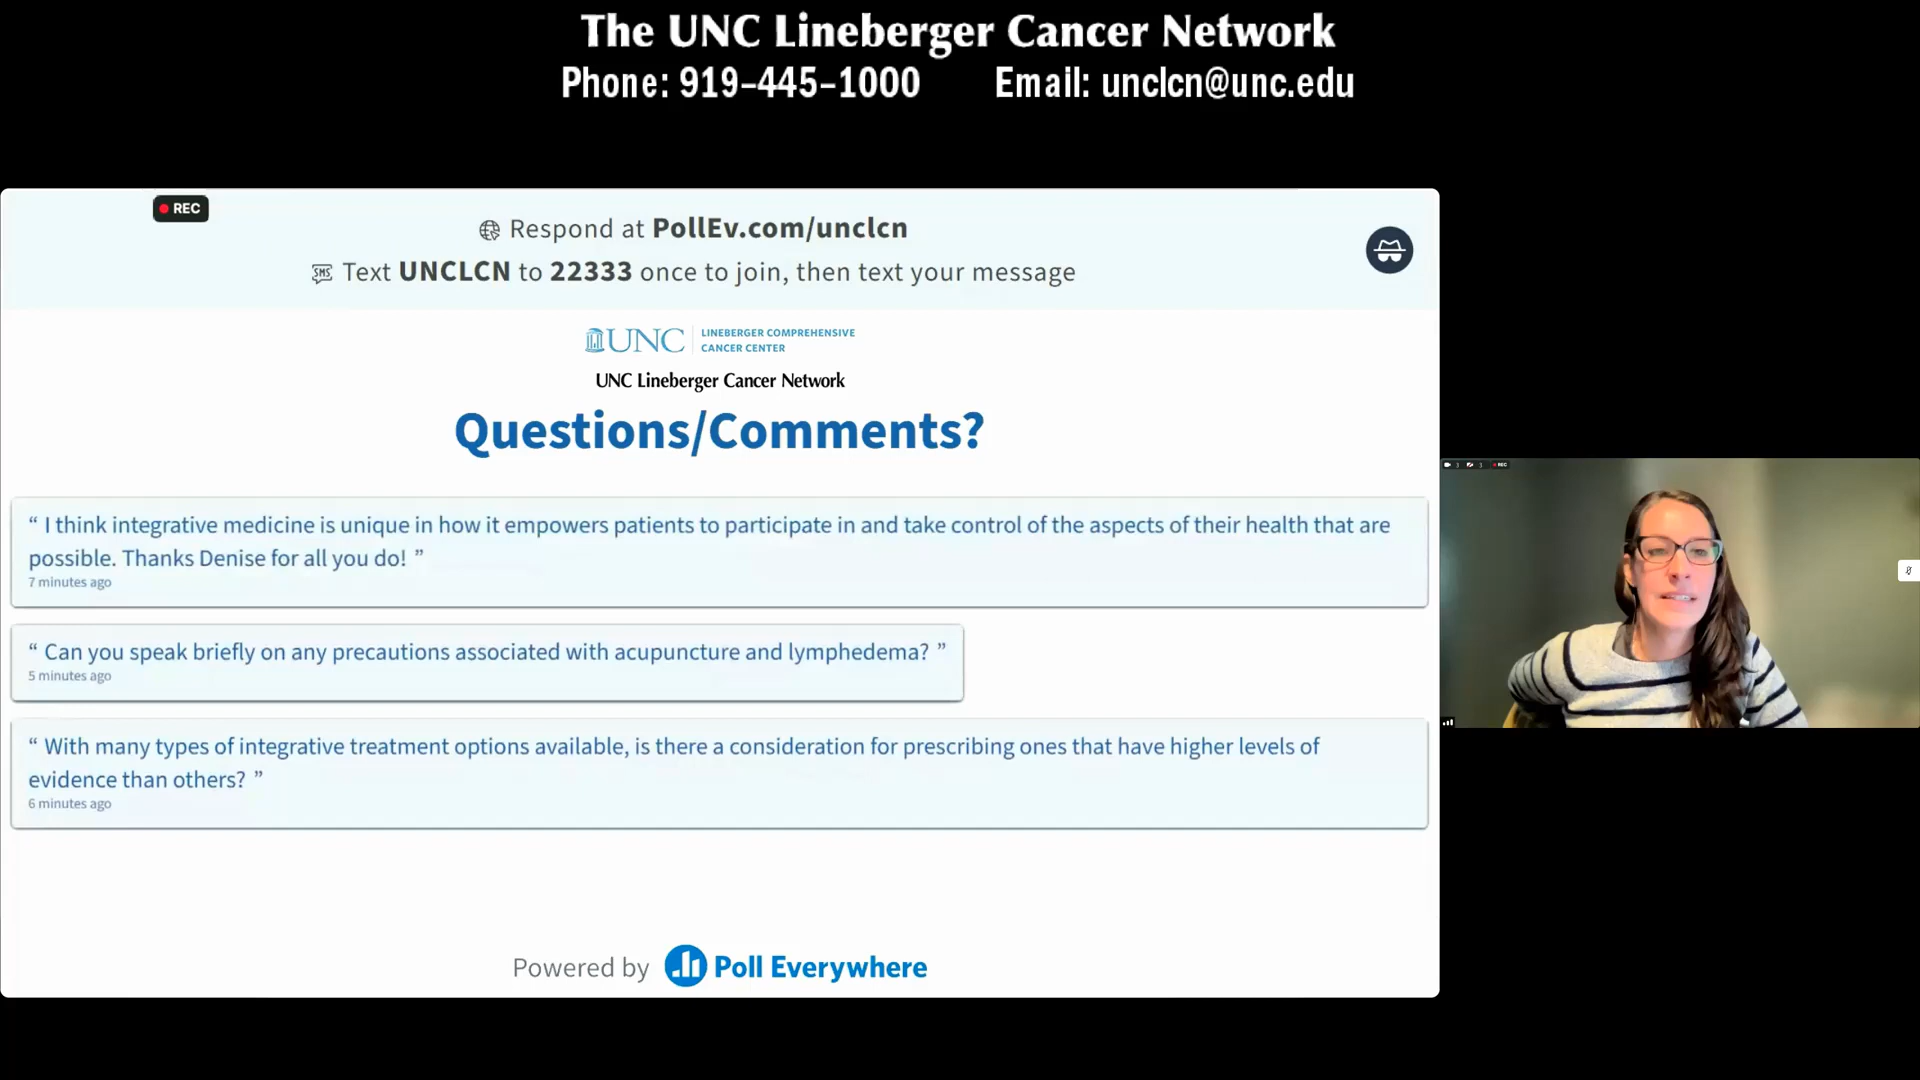 The UNC Lineberger Cancer Network
Phone: 919-445-1000 Email: unclcn@unc.edu
REC
Respond at PollEv.com/unclcn
SMS Text UNCLCN to 22333 once to join, then text your message
UNC LINEBERGER COMPREHENSIVE
CANCER CENTER
UNC Lineberger Cancer Network
Questions/Comments?
“ I think integrative medicine is unique in how it empowers patients to participate in and take control of the aspects of their health that are
possible. Thanks Denise for all you do! ”
7 minutes ago
“ Can you speak briefly on any precautions associated with acupuncture and lymphedema? ”
5 minutes ago
“ With many types of integrative treatment options available, is there a consideration for prescribing ones that have higher levels of
evidence than others? ”
6 minutes ago
Powered by Poll Everywhere
REC